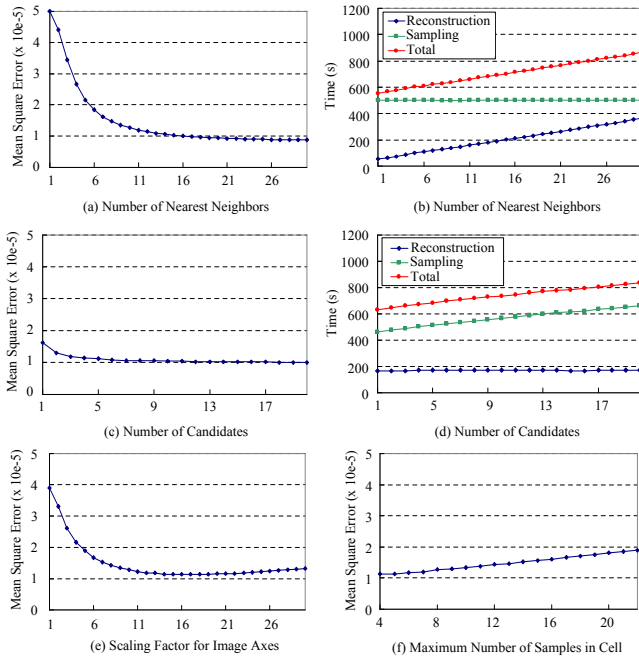 Mean Square Error (x 10e-5)
5
4
3
2
1
0
1 6 11 16 21 26
(a) Number of Nearest Neighbors
Time (s)
1200
1000
800
600
400
200
0
Reconstruction
Sampling
Total
1 6 11 16 21 26
(b) Number of Nearest Neighbors
Mean Square Error (x 10e-5)
5
4
3
2
1
0
1 5 9 13 17
(c) Number of Candidates
Time (s)
1200
1000
800
600
400
200
0
Reconstruction
Sampling
Total
1 5 9 13 17
(d) Number of Candidates
Mean Square Error (x 10e-5)
5
4
3
2
1
0
1 6 11 16 21 26
(e) Scaling Factor for Image Axes
Mean Square Error (x 10e-5)
5
4
3
2
1
0
4 8 12 16 20
(f) Maximum Number of Samples in Cell